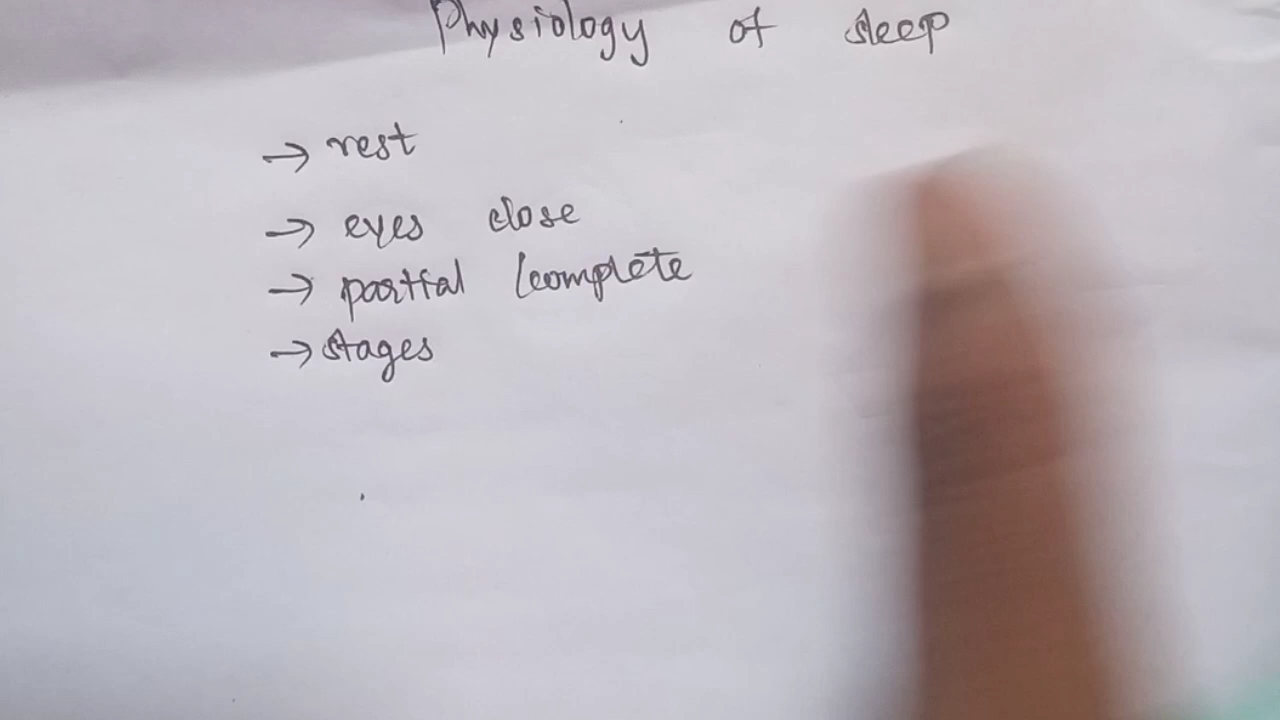 Physiology of sleep
→ rest
→ eyes close
→ partial /complete
→ stages